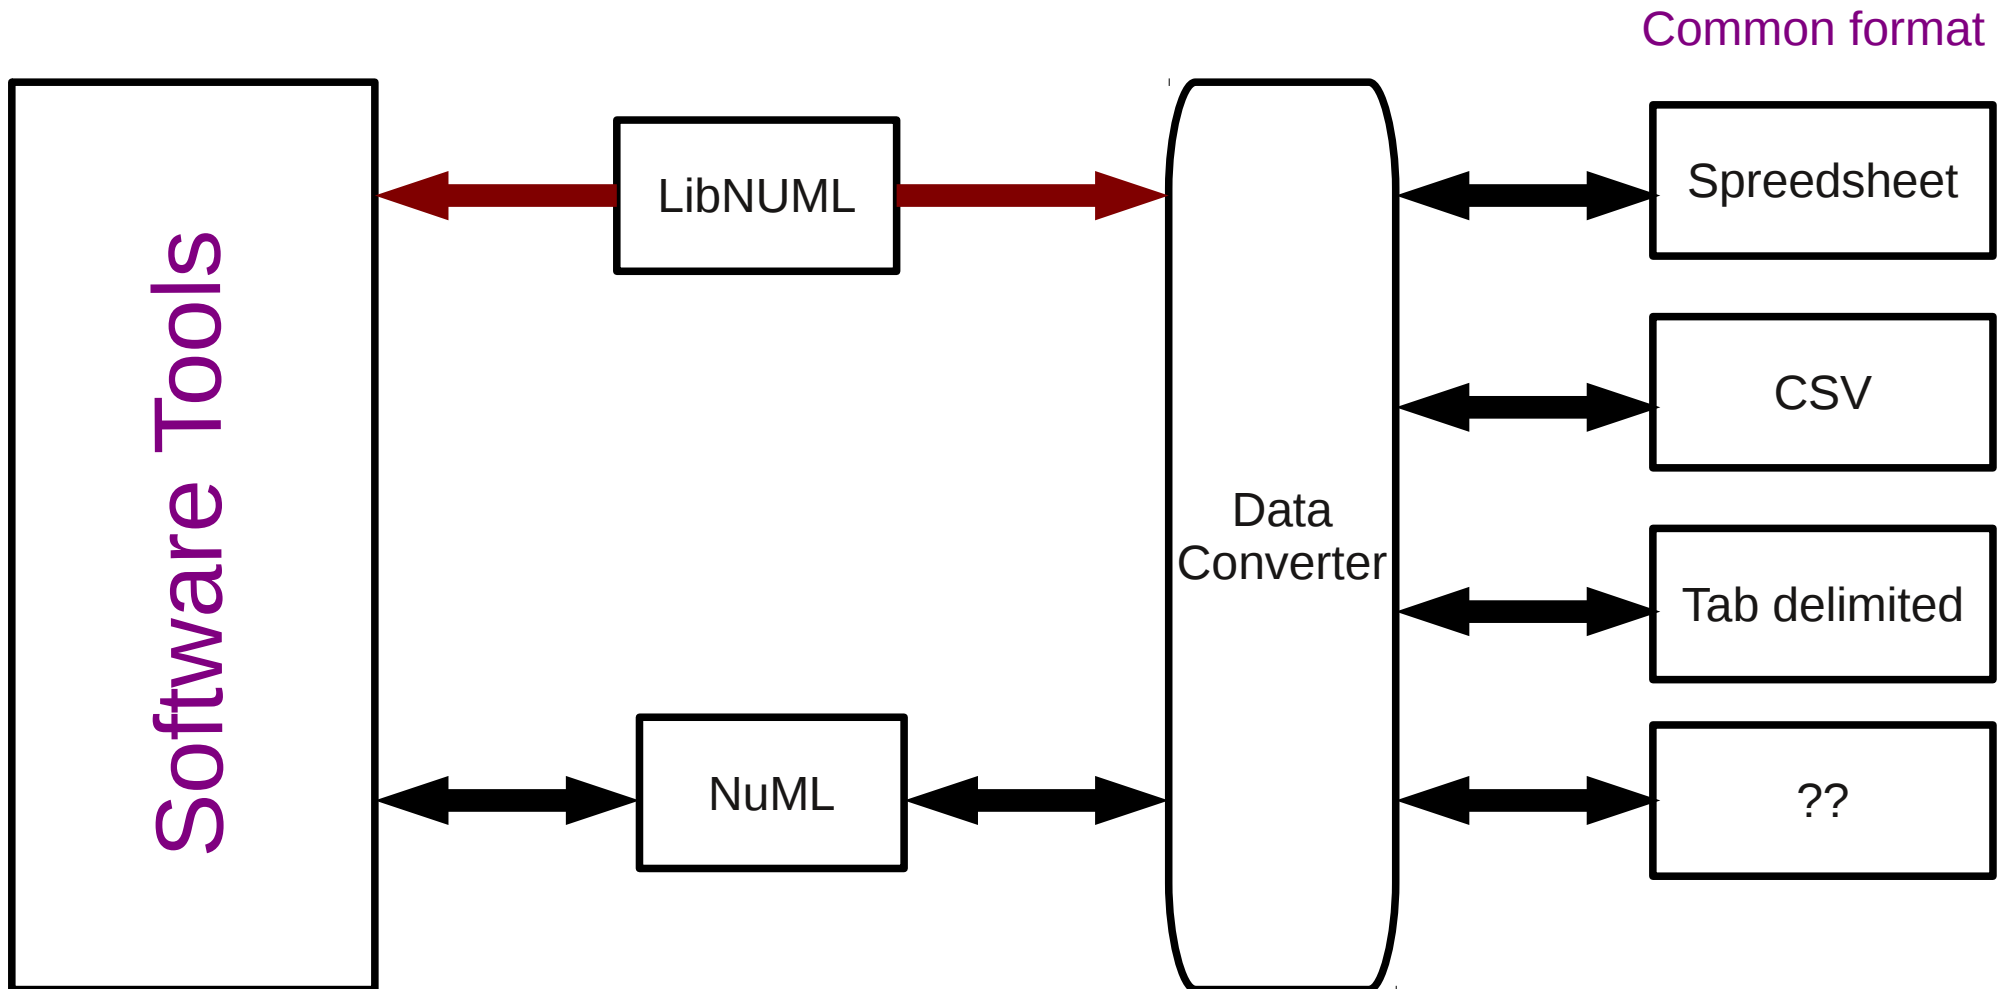 Common format
Software Tools
LibNUML
Spreedsheet
CSV
Data
Converter
Tab delimited
NuML
??